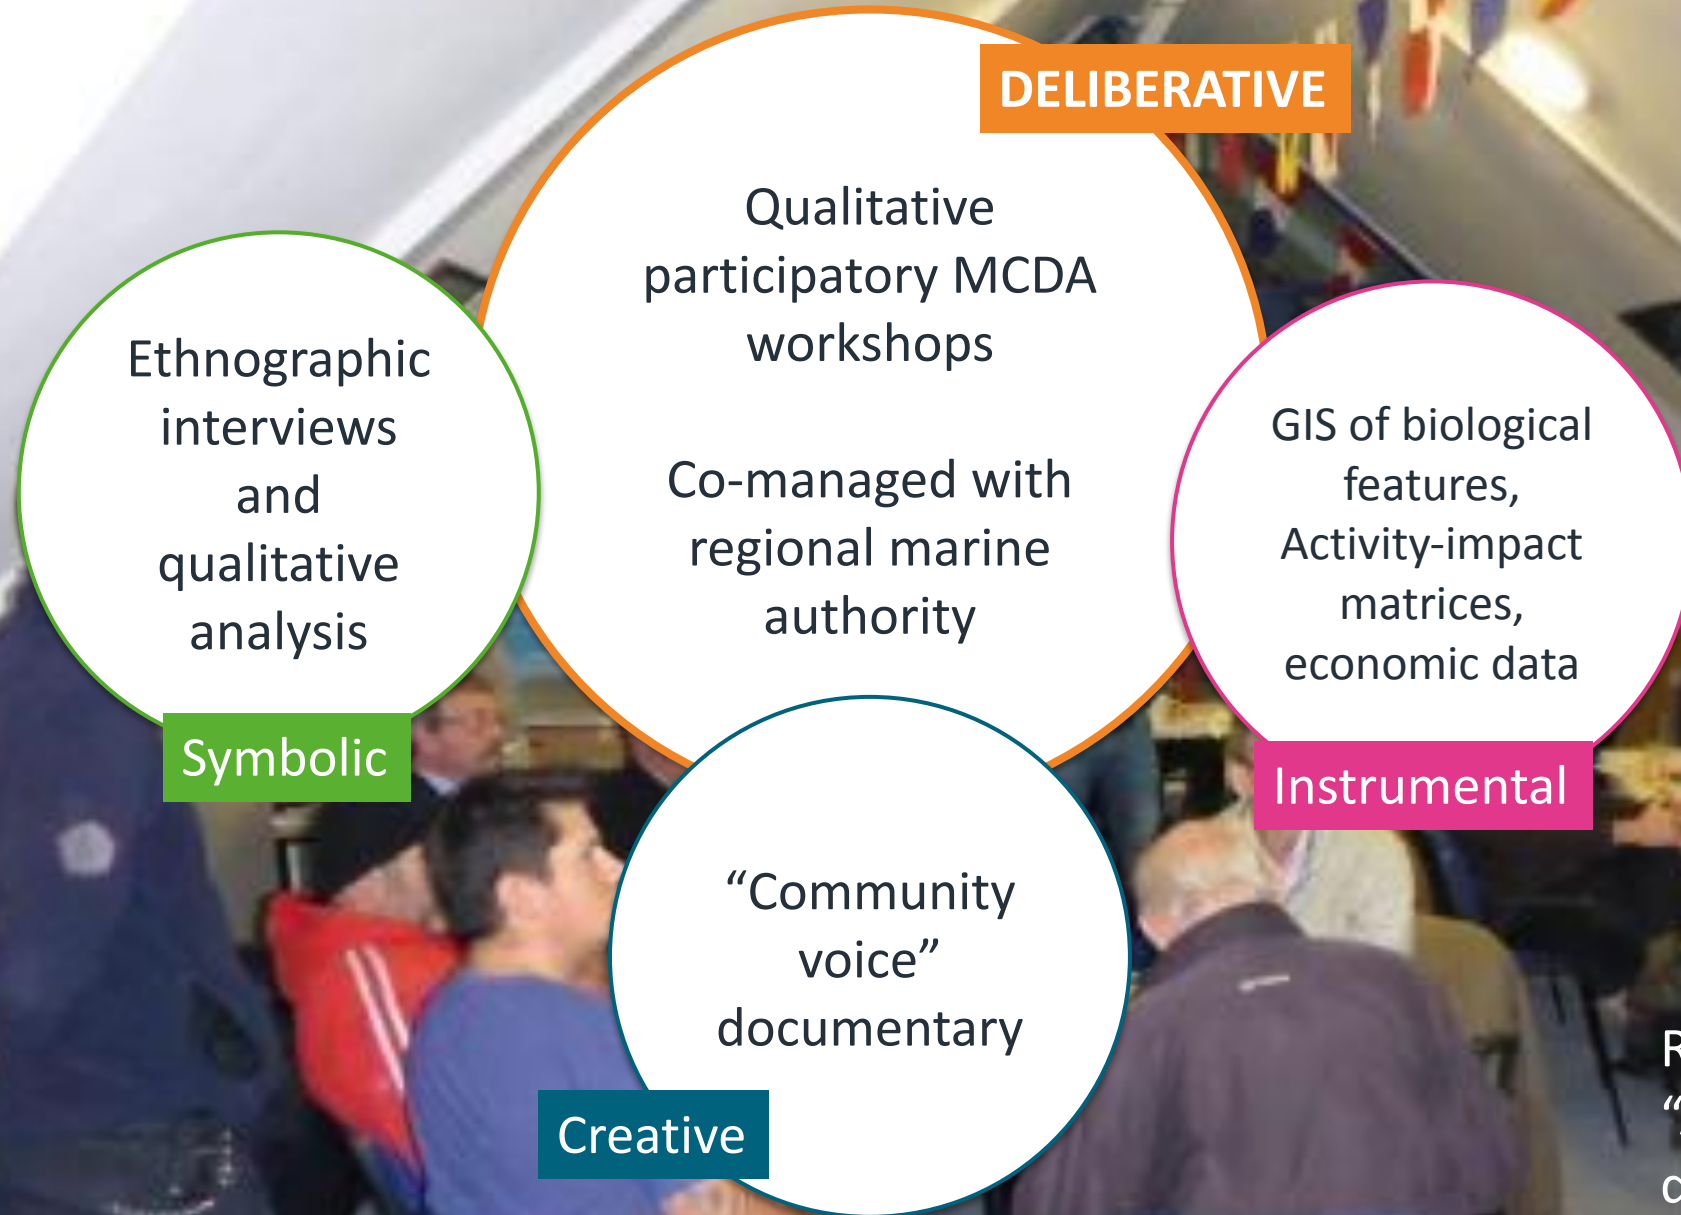 DELIBERATIVE
Qualitative
participatory MCDA
workshops
Co-managed with
regional marine
authority
Ethnographic
interviews
and
qualitative
analysis
Symbolic
GIS of biological
features,
Activity-impact
matrices,
economic data
Instrumental
“Community
voice”
documentary
Creative